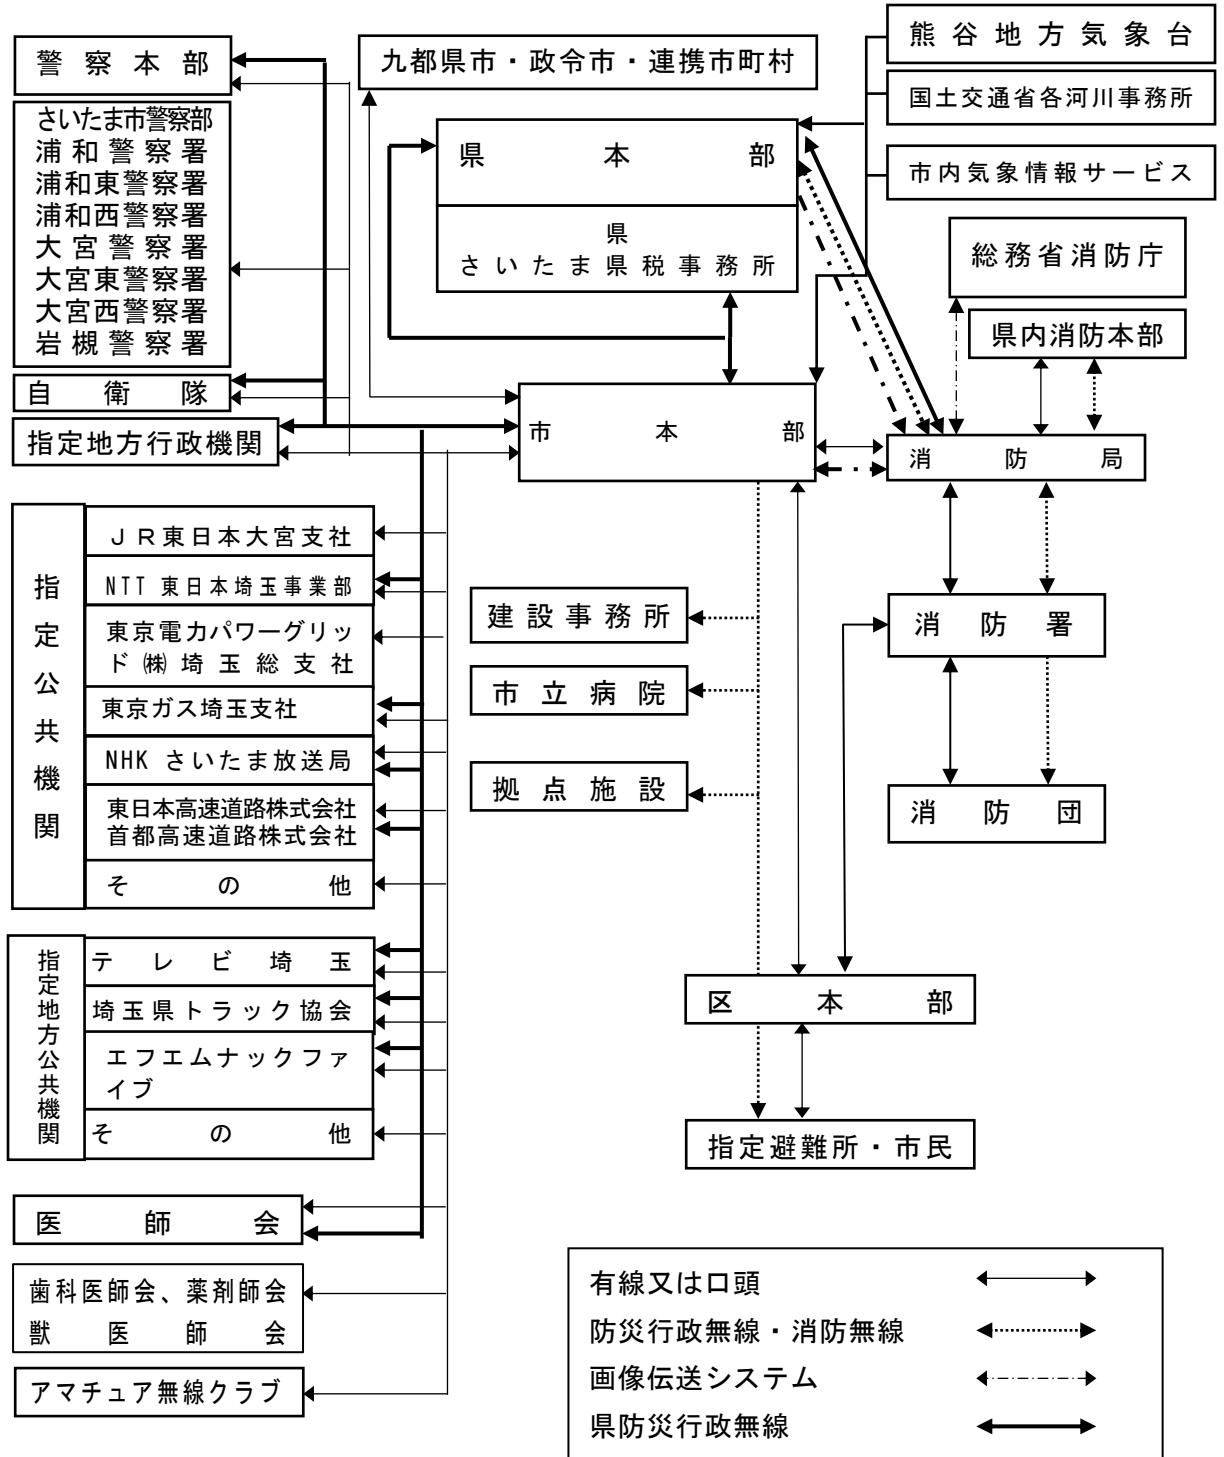 熊谷地方気象台
国土交通省各河川事務所
市内気象情報サービス
九都県市・政令市・連携市町村
警察本部
さいたま市警察部
浦和警察署
浦和東警察署
浦和西警察署
大宮警察署
大宮東警察署
大宮西警察署
岩槻警察署
自衛隊
指定地方行政機関
県本部
県
さいたま県税事務所
総務省消防庁
県内消防本部
市本部
消防局
指定公共機関
JR東日本大宮支社
NTT 東日本埼玉事業部
東京電力パワーグリッ
ド㈱埼玉総支社
東京ガス埼玉支社
NHK さいたま放送局
東日本高速道路株式会社
首都高速道路株式会社
その他
建設事務所
市立病院
拠点施設
消防署
消防団
指定地方公共機関
テレビ埼玉
埼玉県トラック協会
エフエムナックファ
イブ
その他
区本部
指定避難所・市民
医師会
歯科医師会、薬剤師会
獣医師会
アマチュア無線クラブ
有線又は口頭
防災行政無線・消防無線
画像伝送システム
県防災行政無線